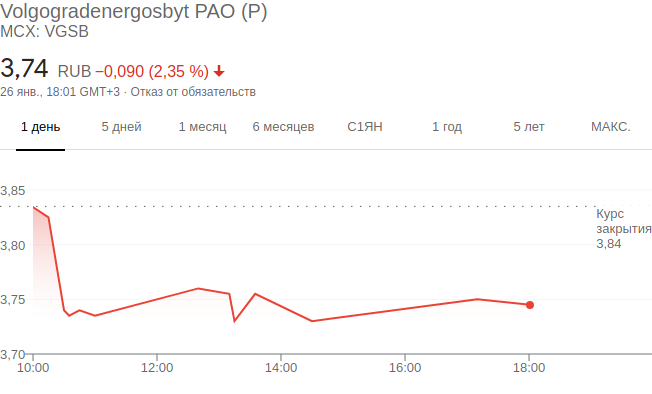 Volgogradenergosbyt PAO (P)
MCX: VGSB
3,74 RUB −0,090 (2,35 %)
26 янв., 18:01 GMT+3 · Отказ от обязательств
1 день 5 дней 1 месяц 6 месяцев С1ЯН 1 год 5 лет МАКС.
3,85
Курс
закрытия
3,84
3,80
3,75
3,70
10:00 12:00 14:00 16:00 18:00